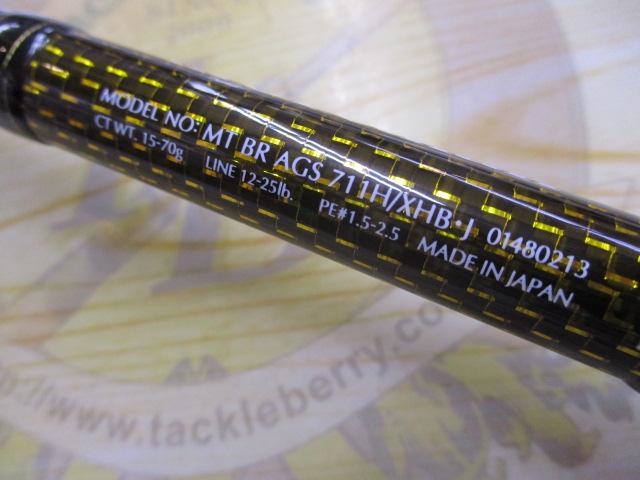 MODEL NO: MT BR AGS 711H/XHB・J 01480213
CT WT. 15-70g LINE 12-25lb. PE#1.5-2.5 MADE IN JAPAN
http://www.tackleberry.co